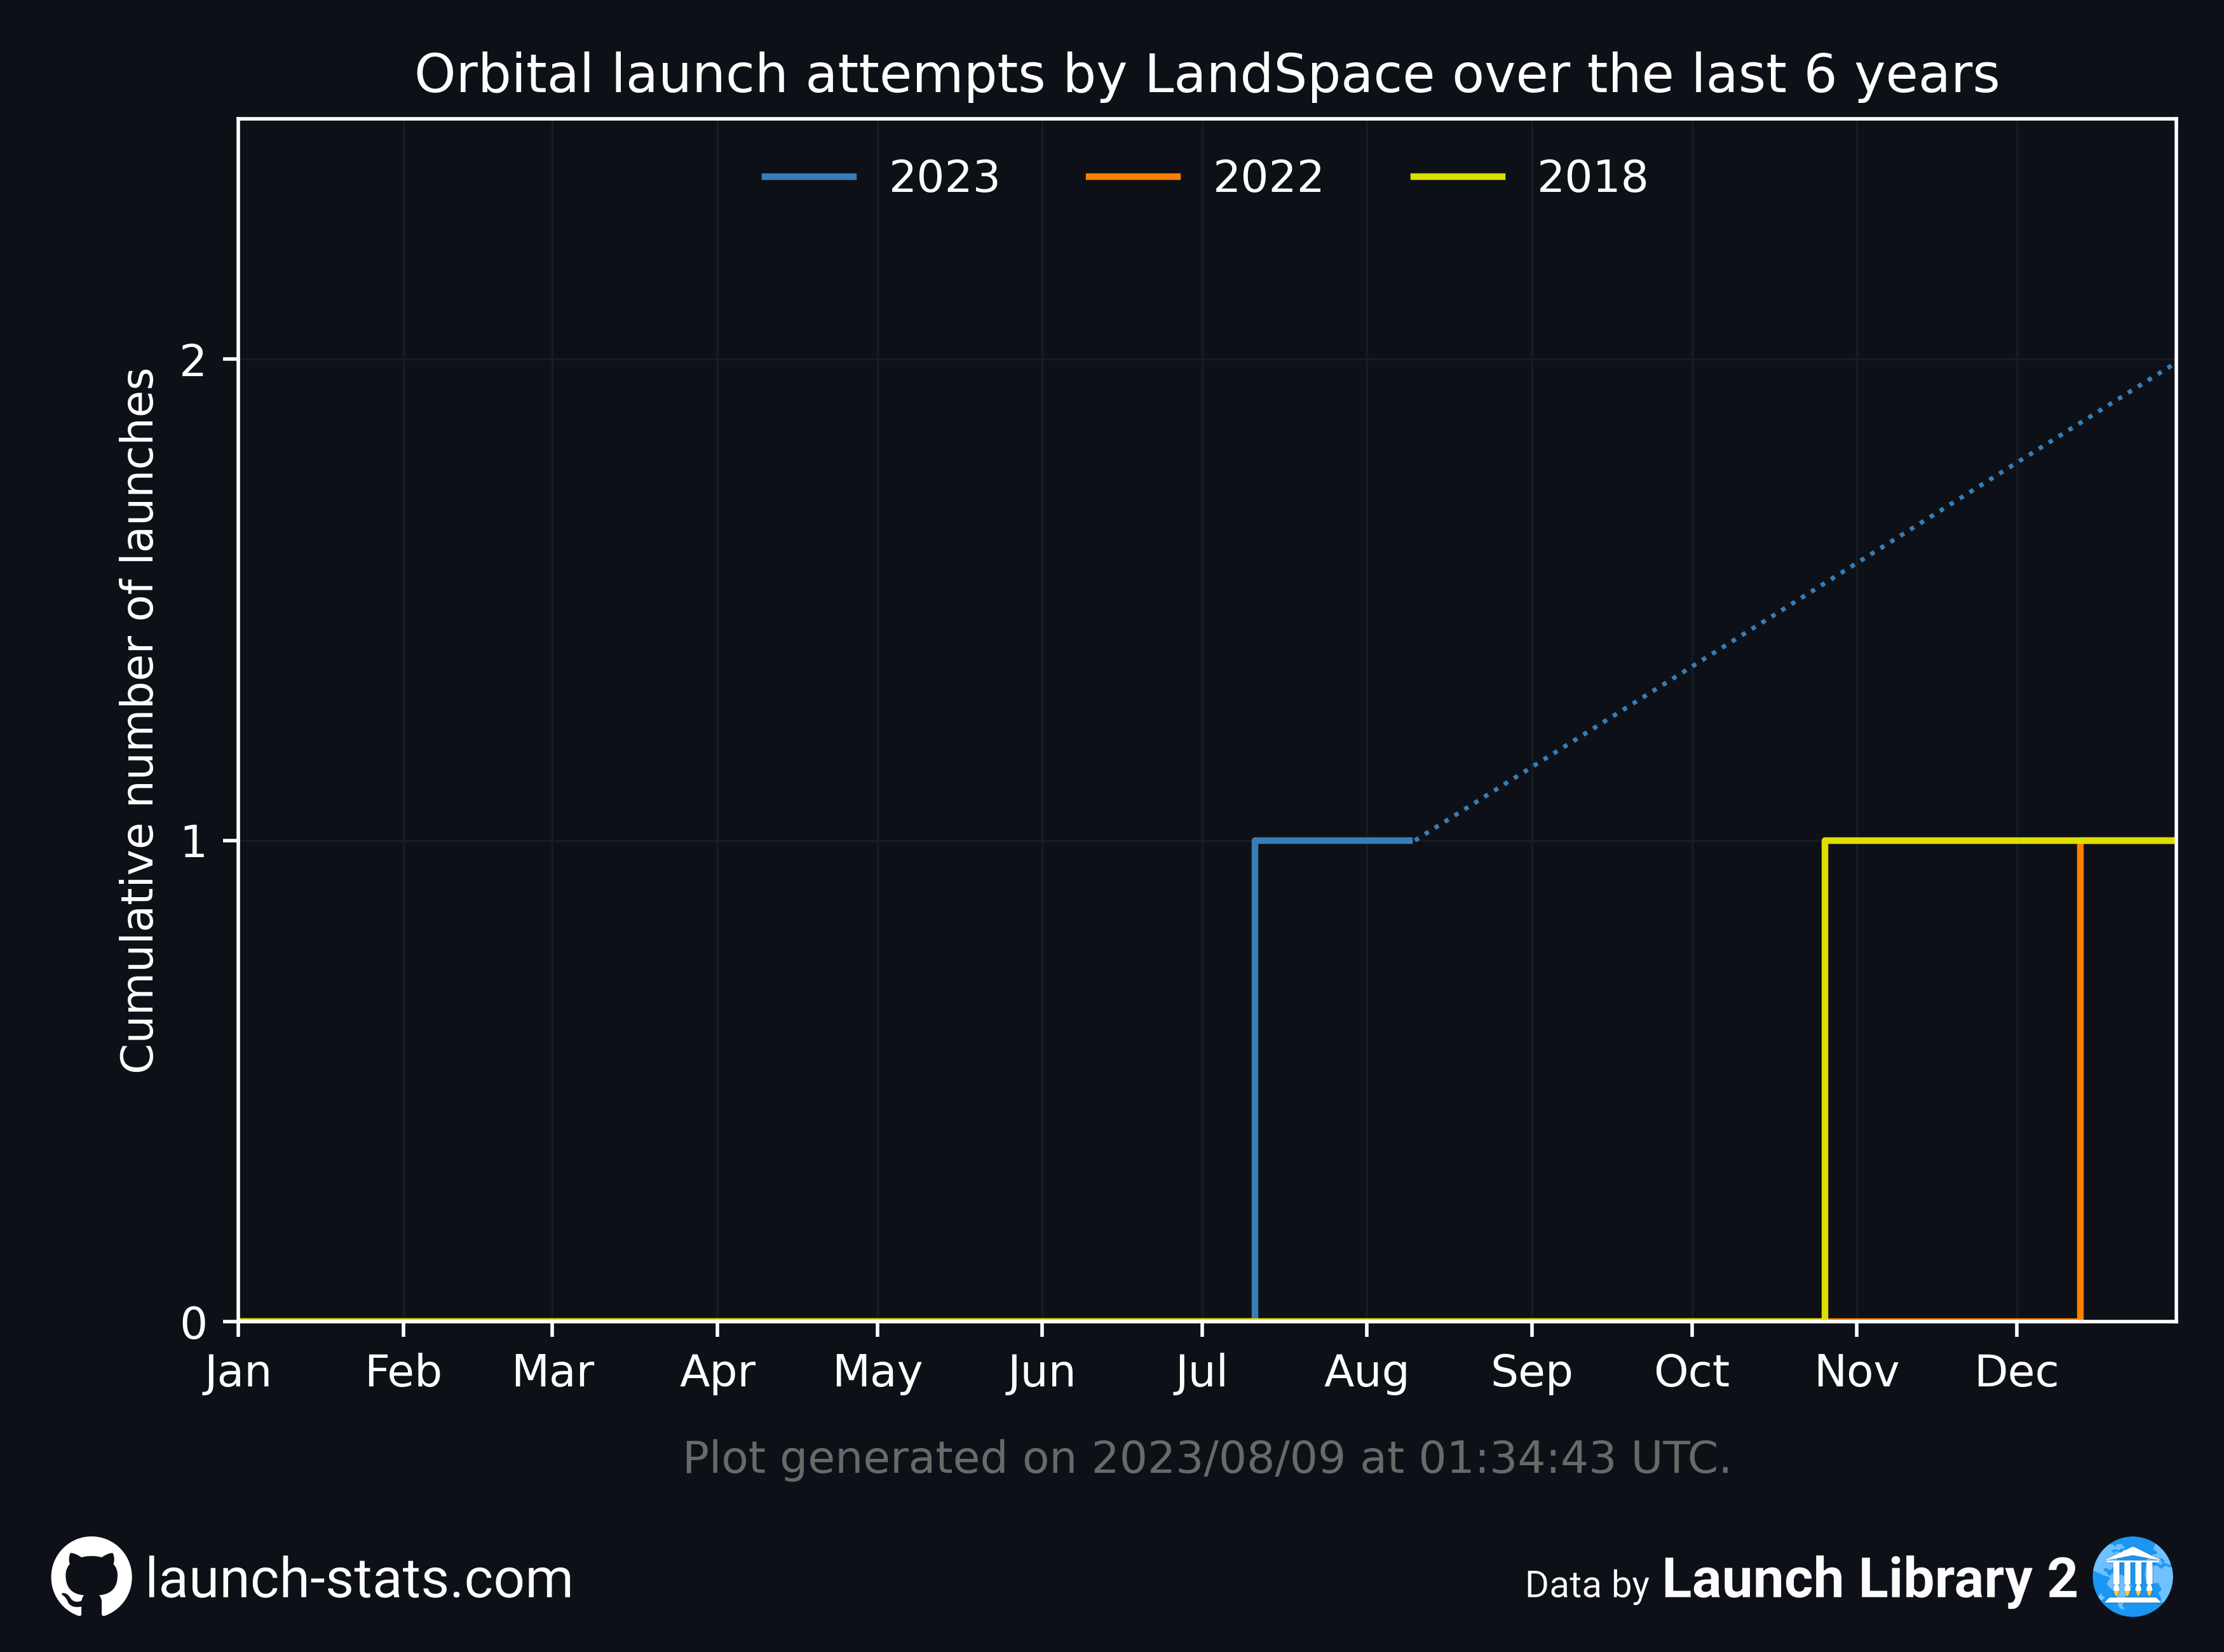 Orbital launch attempts by LandSpace over the last 6 years
2023 2022 2018
Cumulative number of launches
2
1
0
Jan Feb Mar Apr May Jun Jul Aug Sep Oct Nov Dec
Plot generated on 2023/08/09 at 01:34:43 UTC.
launch-stats.com
Data by Launch Library 2